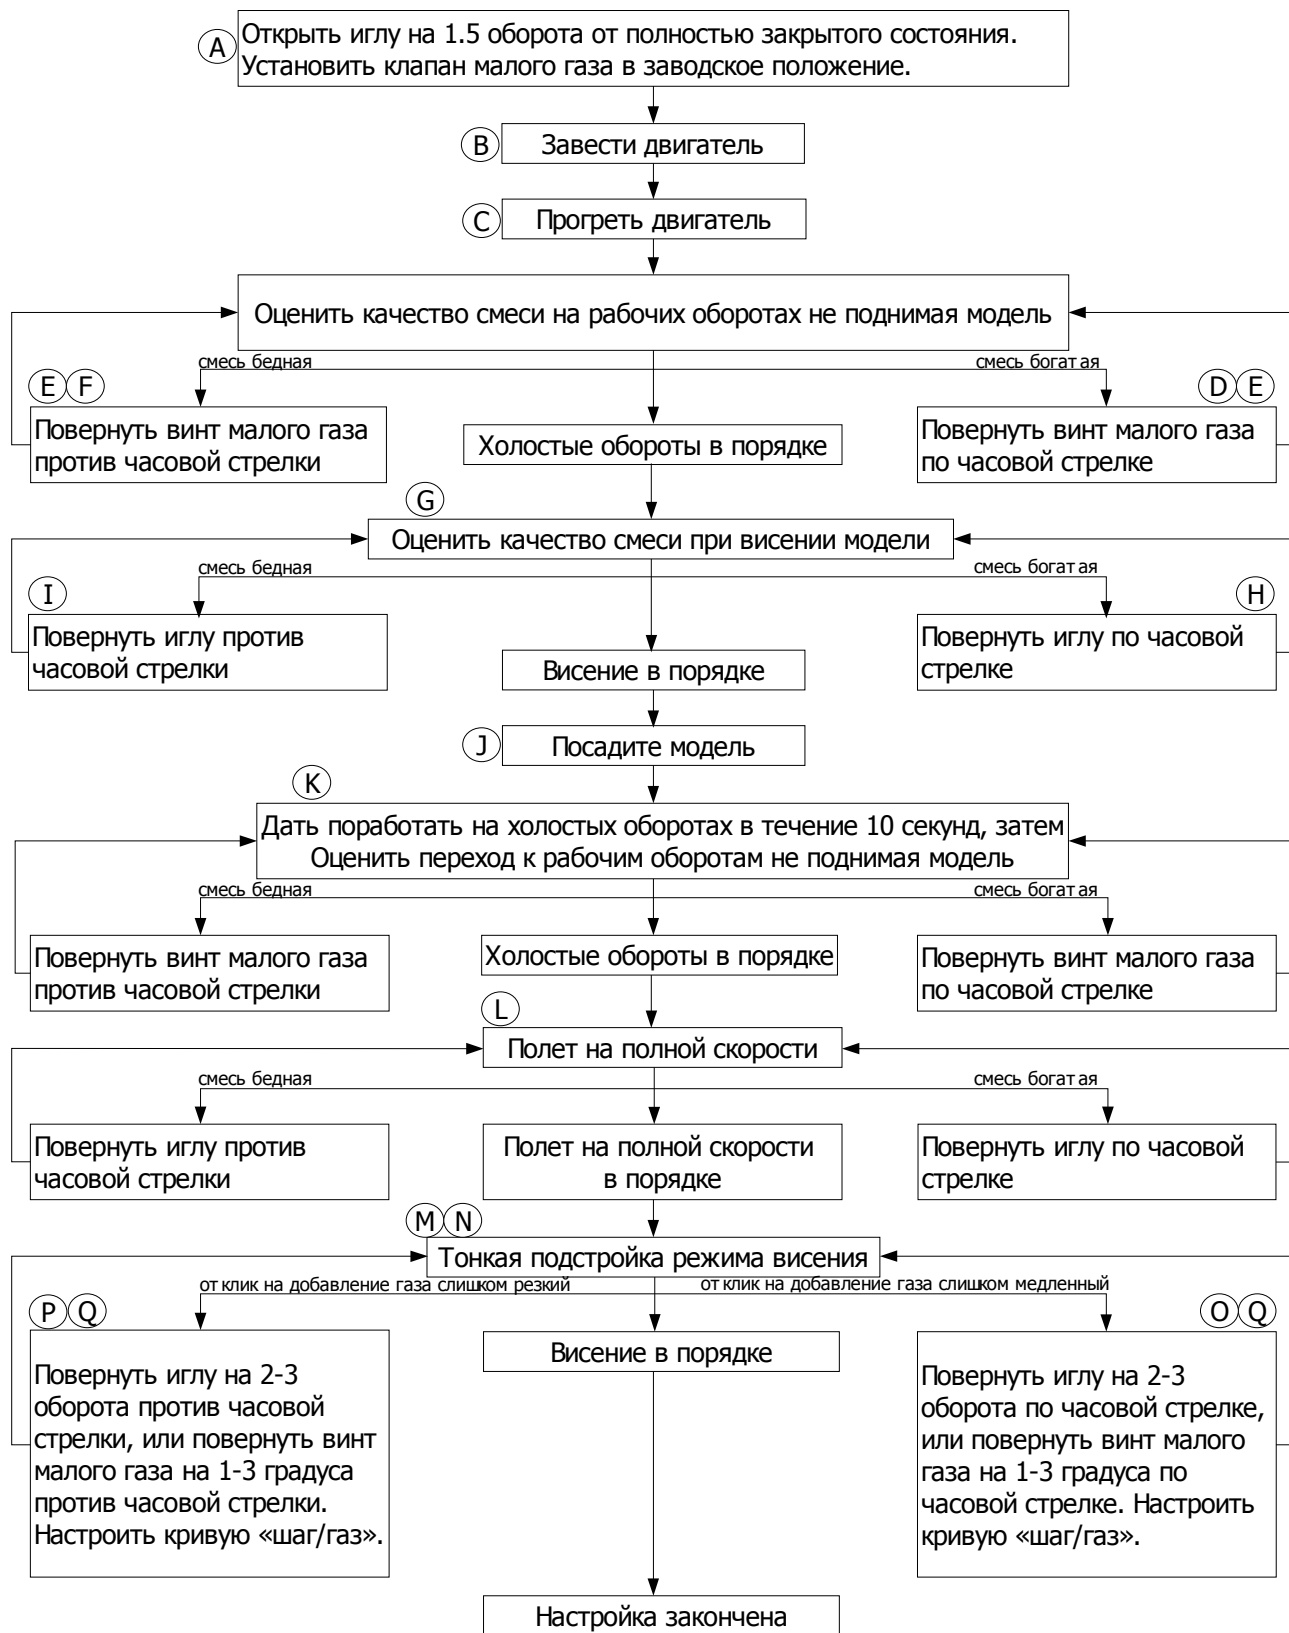 A
Открыть иглу на 1.5 оборота от полностью закрытого состояния.
Установить клапан малого газа в заводское положение.
B
Завести двигатель
C
Прогреть двигатель
Оценить качество смеси на рабочих оборотах не поднимая модель
смесь бедная
смесь богатая
E F
D E
Повернуть винт малого газа
против часовой стрелки
Холостые обороты в порядке
Повернуть винт малого газа
по часовой стрелке
G
Оценить качество смеси при висении модели
смесь бедная
смесь богатая
I
H
Повернуть иглу против
часовой стрелки
Висение в порядке
Повернуть иглу по часовой
стрелке
J
Посадите модель
K
Дать поработать на холостых оборотах в течение 10 секунд, затем
Оценить переход к рабочим оборотам не поднимая модель
смесь бедная
смесь богатая
Повернуть винт малого газа
против часовой стрелки
Холостые обороты в порядке
Повернуть винт малого газа
по часовой стрелке
L
Полет на полной скорости
смесь бедная
смесь богатая
Повернуть иглу против
часовой стрелки
Полет на полной скорости
в порядке
Повернуть иглу по часовой
стрелке
M N
Тонкая подстройка режима висения
отклик на добавление газа слишком резкий
отклик на добавление газа слишком медленный
P Q
O Q
Повернуть иглу на 2-3
оборота против часовой
стрелки, или повернуть винт
малого газа на 1-3 градуса
против часовой стрелки.
Настроить кривую «шаг/газ».
Висение в порядке
Повернуть иглу на 2-3
оборота по часовой стрелке,
или повернуть винт малого
газа на 1-3 градуса по
часовой стрелке. Настроить
кривую «шаг/газ».
Настройка закончена